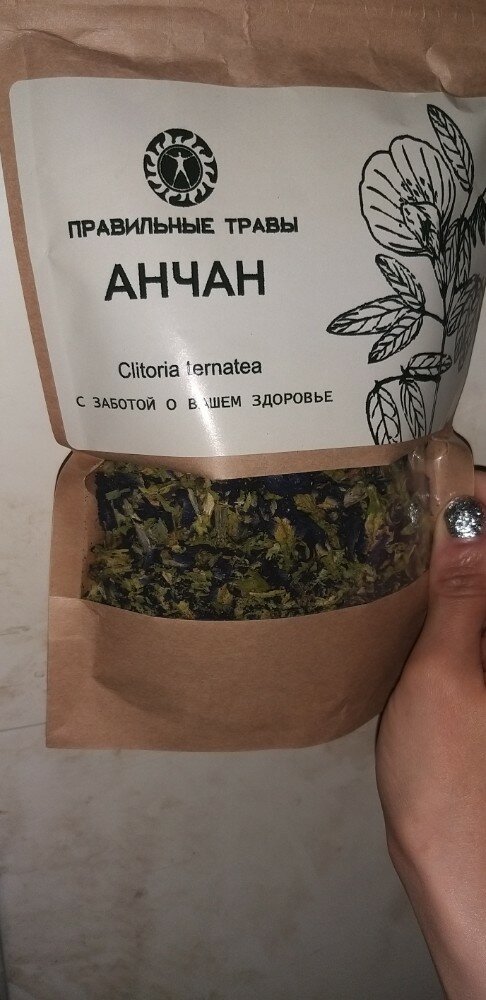 ПРАВИЛЬНЫЕ ТРАВЫ
АНЧАН
Clitoria ternatea
С ЗАБОТОЙ О ВАШЕМ ЗДОРОВЬЕ